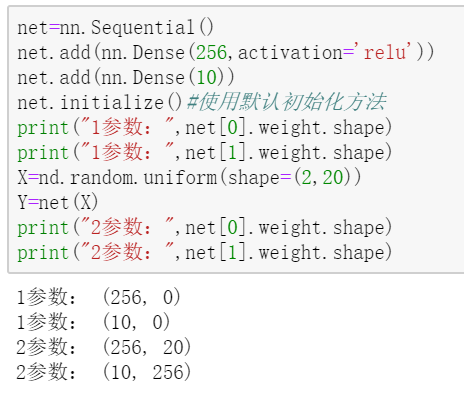 net=nn.Sequential()
net.add(nn.Dense(256,activation='relu'))
net.add(nn.Dense(10))
net.initialize()#使用默认初始化方法
print("1参数: ",net[0].weight.shape)
print("1参数: ",net[1].weight.shape)
X=nd.random.uniform(shape=(2,20))
Y=net(X)
print("2参数: ",net[0].weight.shape)
print("2参数: ",net[1].weight.shape)
1参数:  (256, 0)
1参数:  (10, 0)
2参数:  (256, 20)
2参数:  (10, 256)